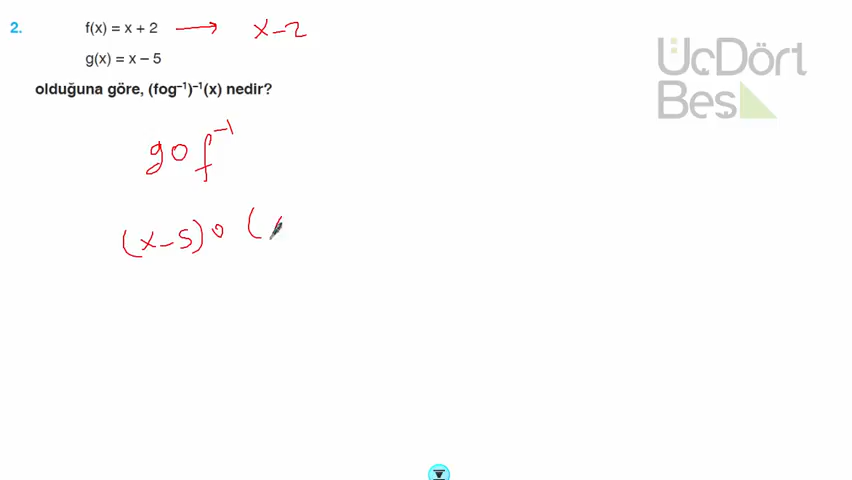 2. f(x) = x + 2 → x-2
g(x) = x – 5
olduğuna göre, (fog⁻¹)⁻¹(x) nedir?
gof⁻¹
(x-5)o(
ÜçDört
Beş